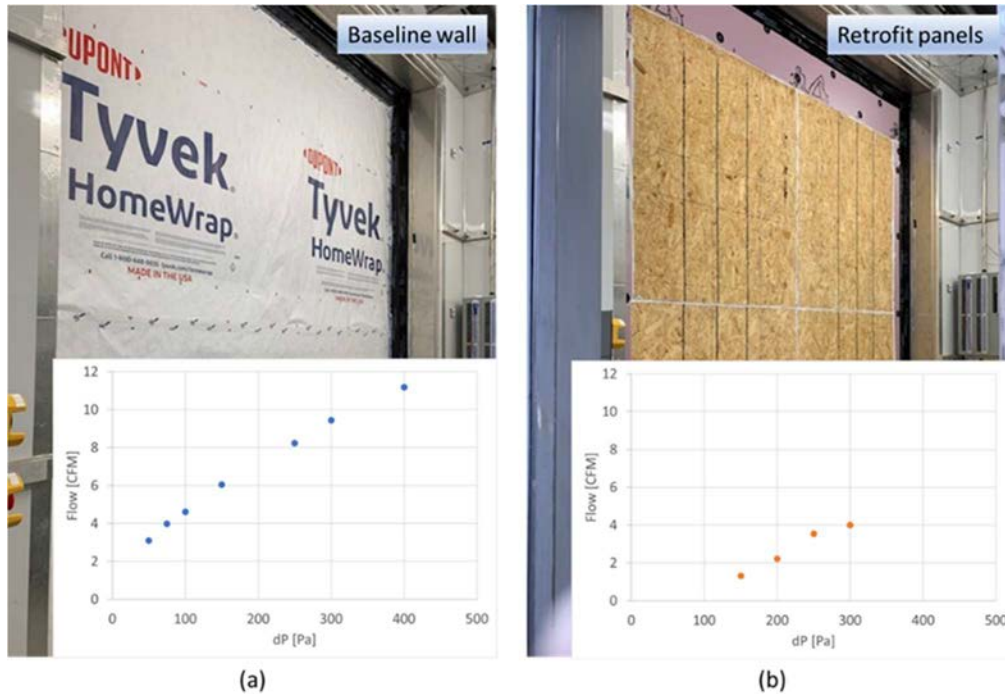 Baseline wall
DUPONT
Tyvek®
HomeWrap®
MADE IN THE USA
DUPONT
Tyvek®
HomeWrap®
12
10
8
6
4
2
0
Flow [CFM]
0 100 200 300 400 500
dP [Pa]
(a)
Retrofit panels
12
10
8
6
4
2
0
Flow [CFM]
0 100 200 300 400 500
dP [Pa]
(b)